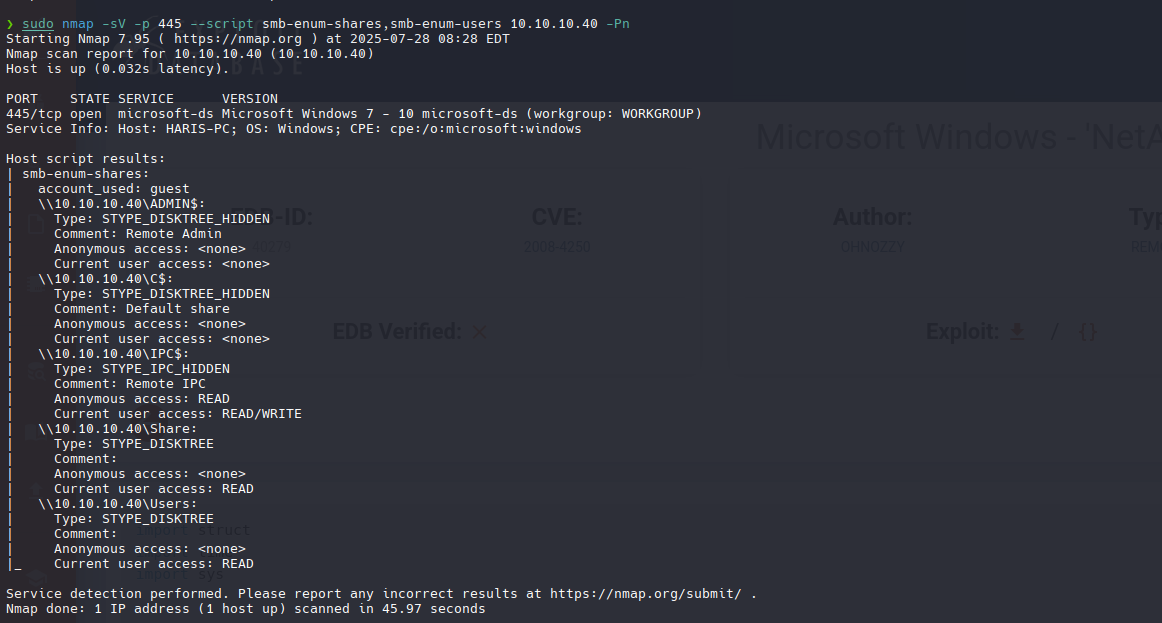 ❯ sudo nmap -sV -p 445 --script smb-enum-shares,smb-enum-users 10.10.10.40 -Pn
Starting Nmap 7.95 ( https://nmap.org ) at 2025-07-28 08:28 EDT
Nmap scan report for 10.10.10.40 (10.10.10.40)
Host is up (0.032s latency).
BASE
PORT    STATE SERVICE      VERSION
445/tcp open  microsoft-ds Microsoft Windows 7 - 10 microsoft-ds (workgroup: WORKGROUP)
Service Info: Host: HARIS-PC; OS: Windows; CPE: cpe:/o:microsoft:windows
Microsoft Windows - 'NetA
Host script results:
| smb-enum-shares:
|   account_used: guest
|   \\10.10.10.40\ADMIN$:
|     Type: STYPE_DISKTREE_HIDDEN
|     Comment: Remote Admin
|     Anonymous access: <none>
|     Current user access: <none>
|   \\10.10.10.40\C$:
|     Type: STYPE_DISKTREE_HIDDEN
|     Comment: Default share
|     Anonymous access: <none>
|     Current user access: <none>
|   \\10.10.10.40\IPC$:
|     Type: STYPE_IPC_HIDDEN
|     Comment: Remote IPC
|     Anonymous access: READ
|     Current user access: READ/WRITE
|   \\10.10.10.40\Share:
|     Type: STYPE_DISKTREE
|     Comment:
|     Anonymous access: <none>
|     Current user access: READ
|   \\10.10.10.40\Users:
|     Type: STYPE_DISKTREE
|     Comment:
|     Anonymous access: <none>
|_    Current user access: READ
-ID:
CVE:
2008-4250
Author:
OHNOZZY
EDB Verified: ×
Exploit: / {}
import struct
import sys
Service detection performed. Please report any incorrect results at https://nmap.org/submit/ .
Nmap done: 1 IP address (1 host up) scanned in 45.97 seconds